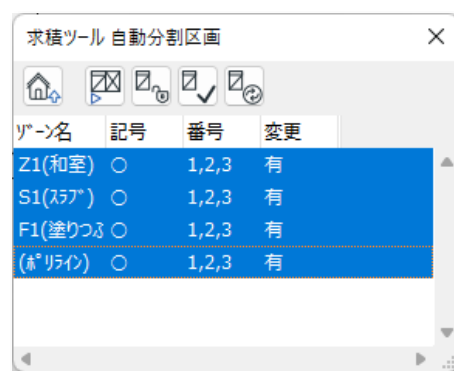 求積ツール 自動分割区画
ｿﾞｰﾝ名 記号 番号 変更
Z1(和室) ○ 1,2,3 有
S1(ｽﾗﾌﾞ) ○ 1,2,3 有
F1(塗りつぶ ○ 1,2,3 有
(ﾎﾟﾘﾗｲﾝ) ○ 1,2,3 有